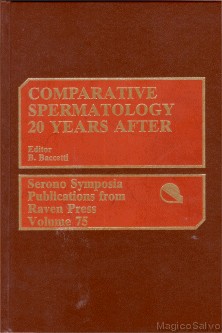 COMPARATIVE
SPERMATOLOGY
20 YEARS AFTER
Editor
B. Baccetti
Serono Symposia
Publications from
Raven Press
Volume 75
MagicoSalvo